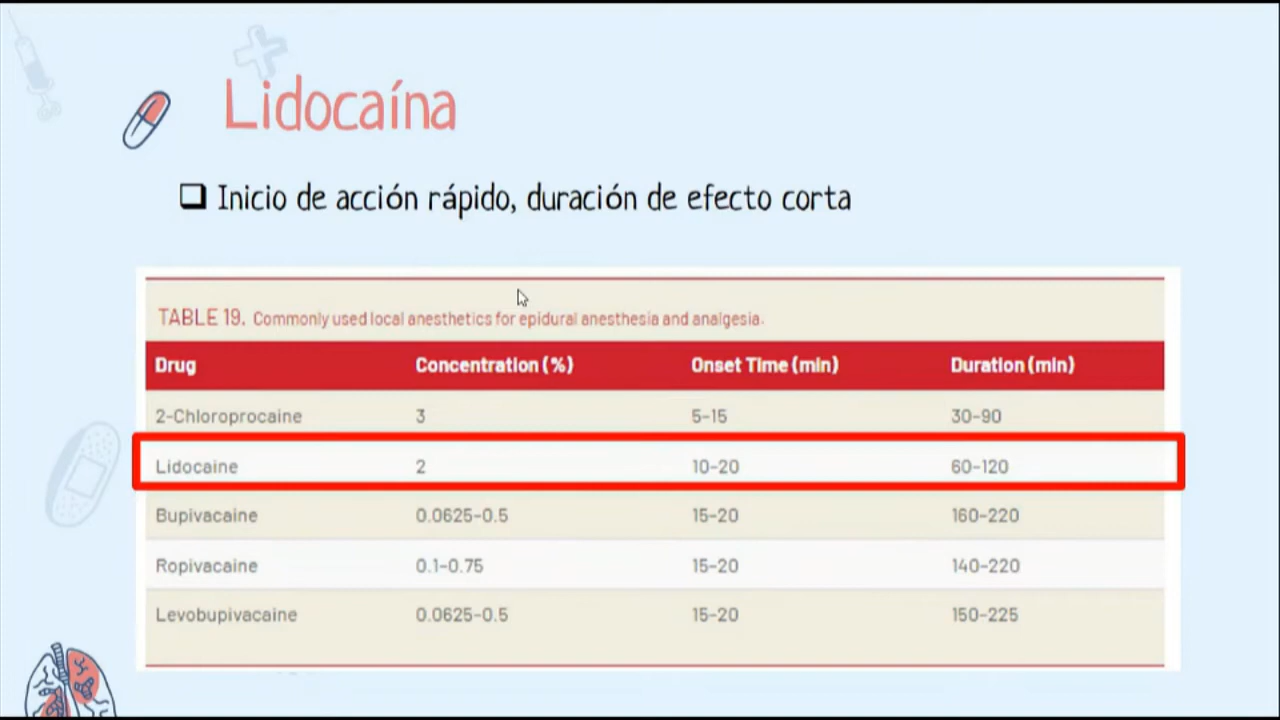 Lidocaína
Inicio de acción rápido, duración de efecto corta
TABLE 19. Commonly used local anesthetics for epidural anesthesia and analgesia.
Drug Concentration (%) Onset Time (min) Duration (min)
2-Chloroprocaine 3 5–15 30–90
Lidocaine 2 10–20 60–120
Bupivacaine 0.0625–0.5 15–20 160–220
Ropivacaine 0.1–0.75 15–20 140–220
Levobupivacaine 0.0625–0.5 15–20 150–225